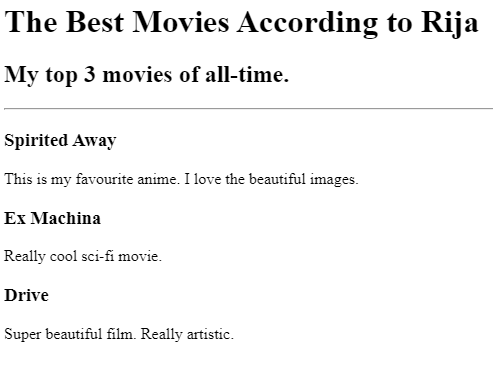 The Best Movies According to Rija
My top 3 movies of all-time.
Spirited Away
This is my favourite anime. I love the beautiful images.
Ex Machina
Really cool sci-fi movie.
Drive
Super beautiful film. Really artistic.